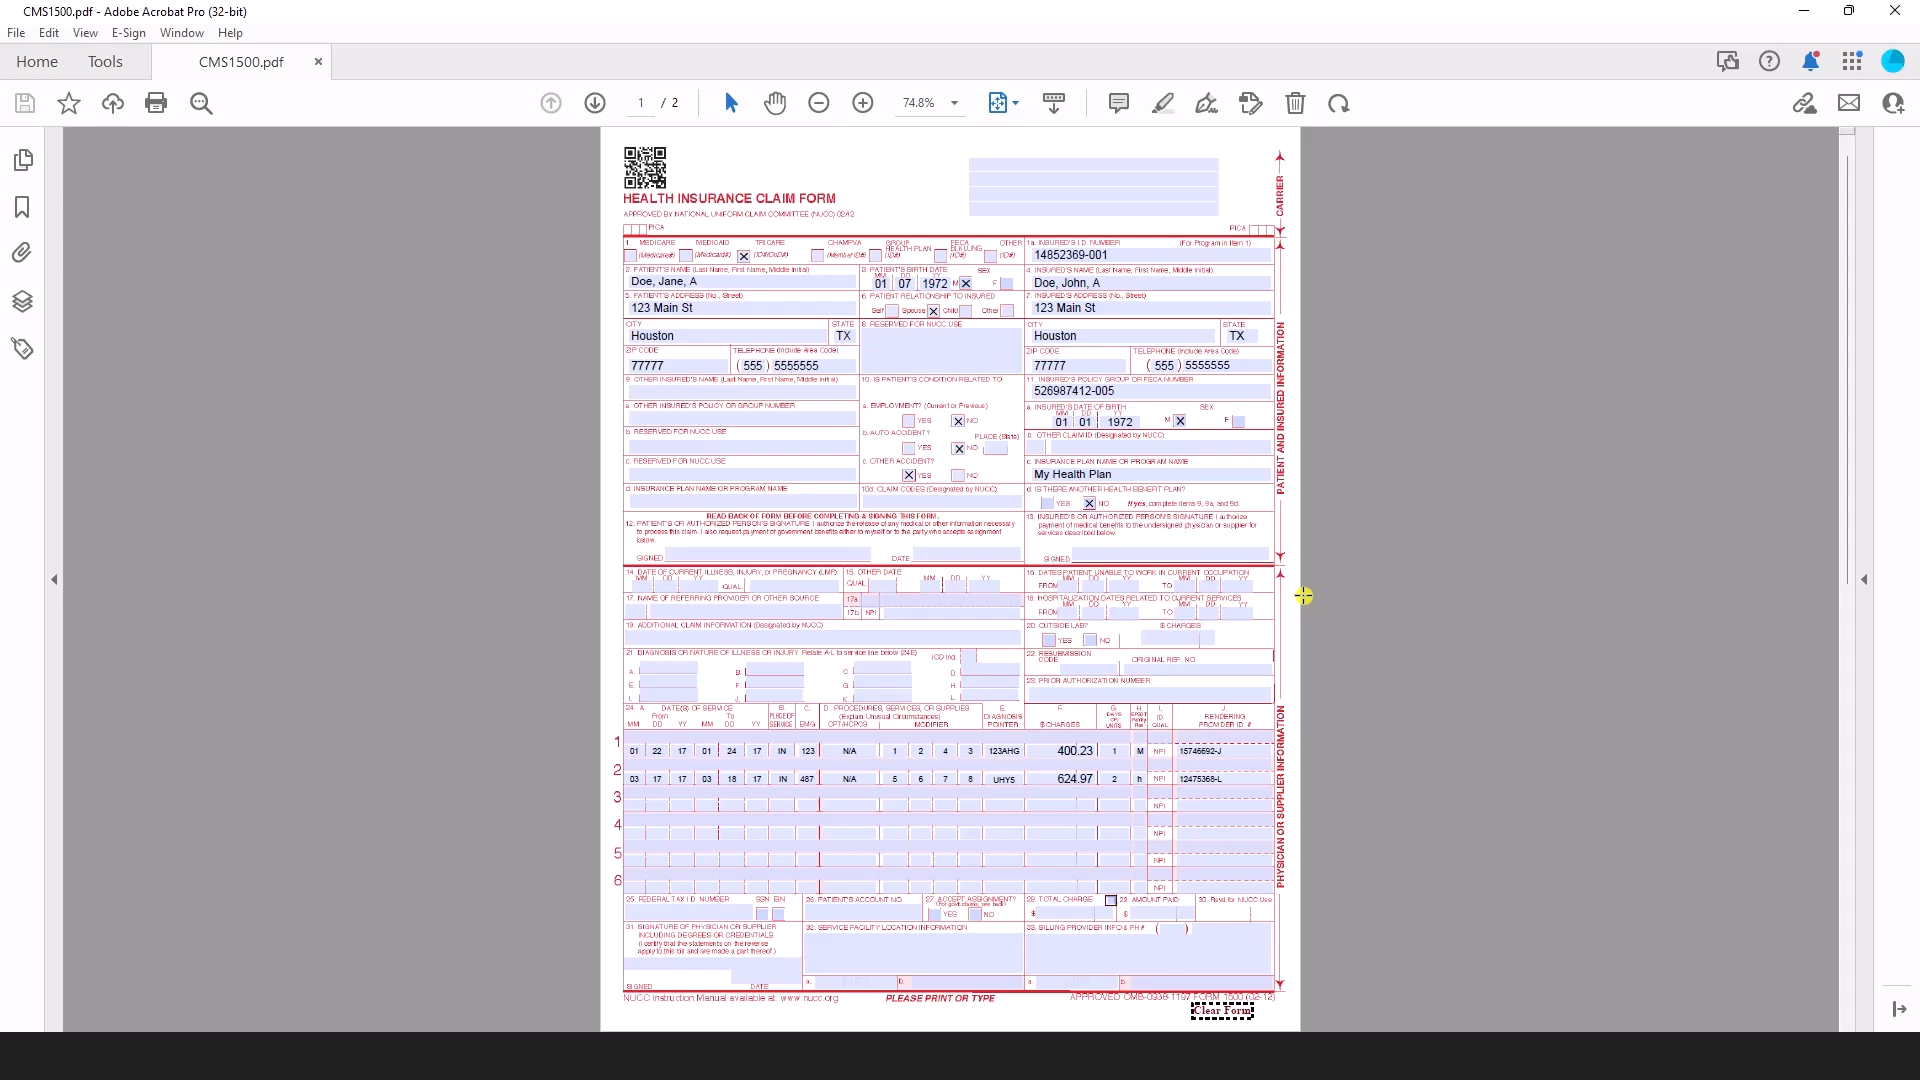 CMS1500.pdf - Adobe Acrobat Pro (32-bit)
File Edit View E-Sign Window Help
Home Tools CMS1500.pdf
1 / 2 74.8%
HEALTH INSURANCE CLAIM FORM
APPROVED BY NATIONAL UNIFORM CLAIM COMMITTEE (NUCC) 02/12
PICA PICA
CARRIER
1. MEDICARE MEDICAID TRICARE CHAMPVA GROUP HEALTH PLAN FECA BLK LUNG OTHER 1a. INSURED'S I.D. NUMBER (For Program in Item 1)
(Medicare#) (Medicaid#) X (ID#/DoD#) (Member ID#) (ID#) (ID#) (ID#) 14852369-001
2. PATIENT'S NAME (Last Name, First Name, Middle Initial) 3. PATIENT'S BIRTH DATE SEX 4. INSURED'S NAME (Last Name, First Name, Middle Initial)
MM DD YY
Doe, Jane, A 01 07 1972 M X F Doe, John, A
5. PATIENT'S ADDRESS (No., Street) 6. PATIENT RELATIONSHIP TO INSURED 7. INSURED'S ADDRESS (No., Street)
123 Main St Self Spouse X Child Other 123 Main St
CITY STATE 8. RESERVED FOR NUCC USE CITY STATE
Houston TX Houston TX
ZIP CODE TELEPHONE (Include Area Code) ZIP CODE TELEPHONE (Include Area Code)
77777 ( 555 ) 5555555 77777 ( 555 ) 5555555
9. OTHER INSURED'S NAME (Last Name, First Name, Middle Initial) 10. IS PATIENT'S CONDITION RELATED TO: 11. INSURED'S POLICY GROUP OR FECA NUMBER
526987412-005
a. OTHER INSURED'S POLICY OR GROUP NUMBER a. EMPLOYMENT? (Current or Previous) a. INSURED'S DATE OF BIRTH SEX
MM DD YY
YES X NO 01 01 1972 M X F
b. RESERVED FOR NUCC USE b. AUTO ACCIDENT? PLACE (State) b. OTHER CLAIM ID (Designated by NUCC)
YES X NO
c. RESERVED FOR NUCC USE c. OTHER ACCIDENT? c. INSURANCE PLAN NAME OR PROGRAM NAME
X YES NO My Health Plan
d. INSURANCE PLAN NAME OR PROGRAM NAME 10d. CLAIM CODES (Designated by NUCC) d. IS THERE ANOTHER HEALTH BENEFIT PLAN?
YES X NO If yes, complete items 9, 9a, and 9d.
PATIENT AND INSURED INFORMATION
READ BACK OF FORM BEFORE COMPLETING & SIGNING THIS FORM.
12. PATIENT'S OR AUTHORIZED PERSON'S SIGNATURE I authorize the release of any medical or other information necessary
to process this claim. I also request payment of government benefits either to myself or to the party who accepts assignment
below.
SIGNED DATE
13. INSURED'S OR AUTHORIZED PERSON'S SIGNATURE I authorize
payment of medical benefits to the undersigned physician or supplier for
services described below.
SIGNED
14. DATE OF CURRENT ILLNESS, INJURY, or PREGNANCY (LMP) 15. OTHER DATE 16. DATES PATIENT UNABLE TO WORK IN CURRENT OCCUPATION
MM DD YY QUAL. QUAL. MM DD YY FROM MM DD YY TO MM DD YY
17. NAME OF REFERRING PROVIDER OR OTHER SOURCE 17a. 18. HOSPITALIZATION DATES RELATED TO CURRENT SERVICES
17b. NPI FROM MM DD YY TO MM DD YY
19. ADDITIONAL CLAIM INFORMATION (Designated by NUCC) 20. OUTSIDE LAB? $ CHARGES
YES NO
21. DIAGNOSIS OR NATURE OF ILLNESS OR INJURY Relate A-L to service line below (24E) ICD Ind. 22. RESUBMISSION CODE ORIGINAL REF. NO.
A. B. C. D.
E. F. G. H. 23. PRIOR AUTHORIZATION NUMBER
I. J. K. L.
24. A. DATE(S) OF SERVICE B. C. D. PROCEDURES, SERVICES, OR SUPPLIES E. F. G. H. I. J.
From To PLACE OF (Explain Unusual Circumstances) DIAGNOSIS DAYS OR EPSDT Family ID. RENDERING
MM DD YY MM DD YY SERVICE EMG CPT/HCPCS MODIFIER POINTER $ CHARGES UNITS Plan QUAL. PROVIDER ID. #
1 01 22 17 01 24 17 IN 123 N/A 1 2 4 3 123AHG 400.23 1 M NPI 15746692-J
2 03 17 17 03 18 17 IN 487 N/A 5 6 7 8 UHY5 624.97 2 h NPI 12475368-L
3 NPI
4 NPI
5 NPI
6 NPI
PHYSICIAN OR SUPPLIER INFORMATION
25. FEDERAL TAX I.D. NUMBER SSN EIN 26. PATIENT'S ACCOUNT NO. 27. ACCEPT ASSIGNMENT? 28. TOTAL CHARGE 29. AMOUNT PAID 30. Rsvd. for NUCC Use
(For govt. claims, see back)
YES NO $ $
31. SIGNATURE OF PHYSICIAN OR SUPPLIER 32. SERVICE FACILITY LOCATION INFORMATION 33. BILLING PROVIDER INFO & PH # ( )
INCLUDING DEGREES OR CREDENTIALS
(I certify that the statements on the reverse
apply to this bill and are made a part thereof.)
SIGNED DATE a. b. a. b.
NUCC Instruction Manual available at: www.nucc.org PLEASE PRINT OR TYPE APPROVED OMB-0938-1197 FORM 1500 (02-12)
Clear Form